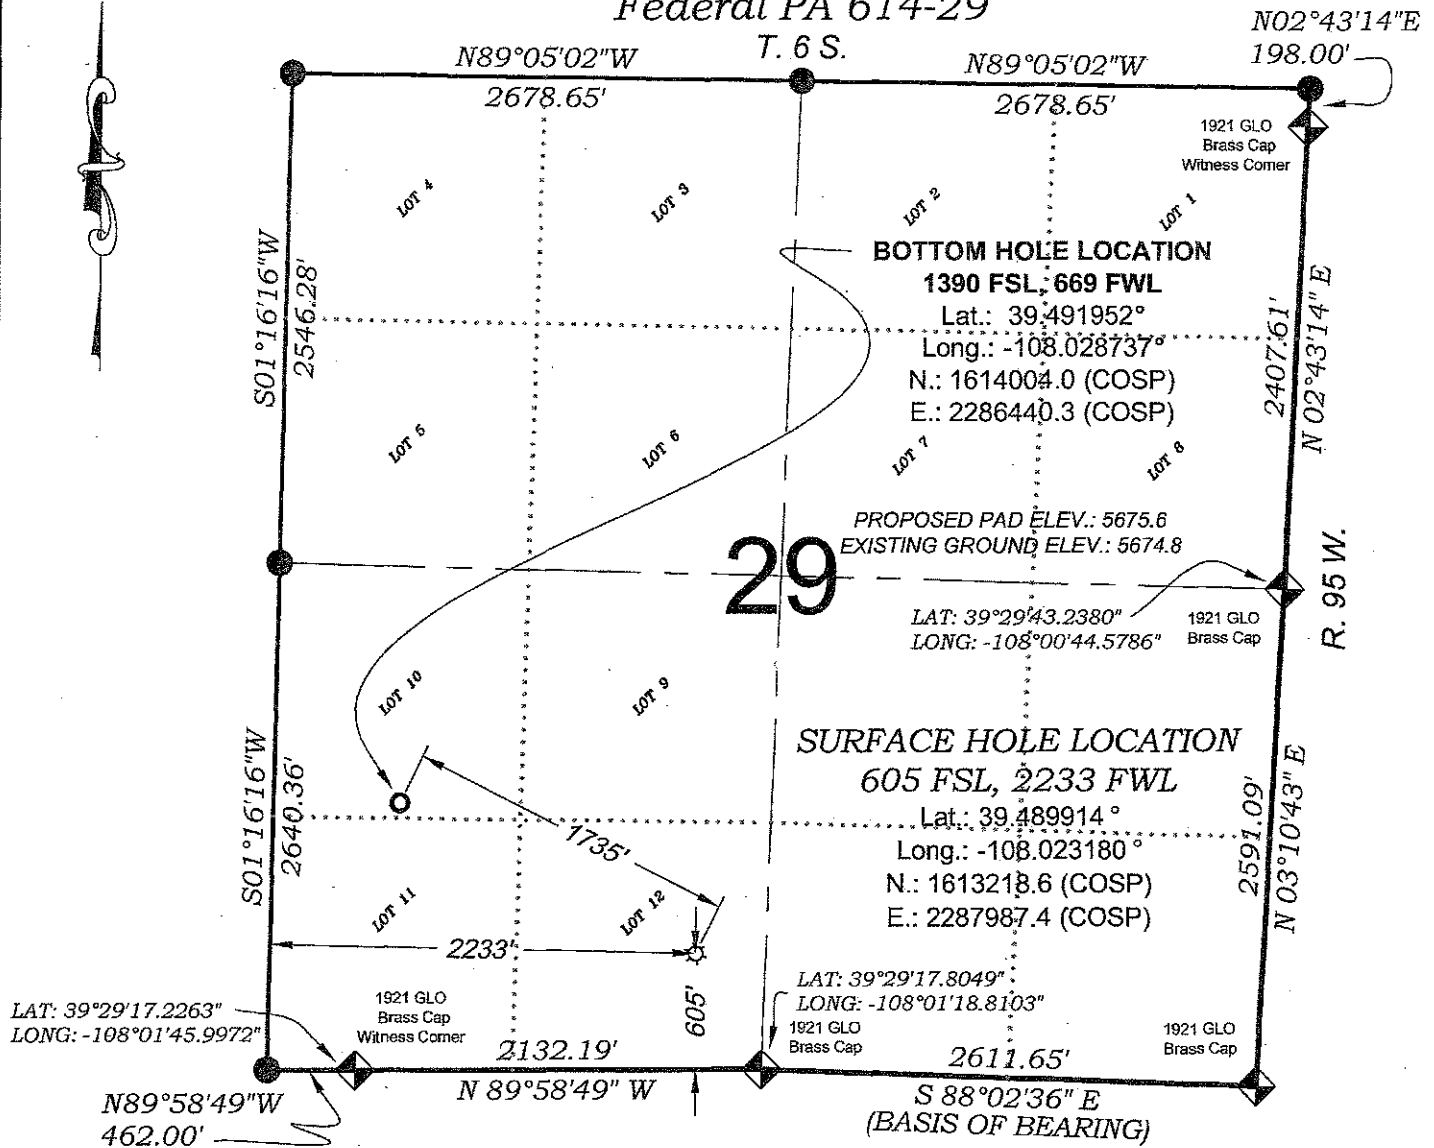 Federal PA 614-29
T. 6 S.
N02°43'14"E
198.00'
N89°05'02"W
2678.65'
N89°05'02"W
2678.65'
1921 GLO
Brass Cap
Witness Corner
LOT 4
LOT 3
LOT 2
LOT 1
S01°16'16"W
2546.28'
BOTTOM HOLE LOCATION
1390 FSL, 669 FWL
Lat.: 39.491952°
Long.: -108.028737°
N.: 1614004.0 (COSP)
E.: 2286440.3 (COSP)
2407.61'
N 02°43'14" E
LOT 5
LOT 6
LOT 7
LOT 8
PROPOSED PAD ELEV.: 5675.6
EXISTING GROUND ELEV.: 5674.8
29
R. 95 W.
LAT: 39°29'43.2380"
LONG: -108°00'44.5786"
1921 GLO
Brass Cap
LOT 10
LOT 9
S01°16'16"W
2640.36'
SURFACE HOLE LOCATION
605 FSL, 2233 FWL
Lat.: 39.489914°
Long.: -108.023180°
N.: 1613218.6 (COSP)
E.: 2287987.4 (COSP)
2591.09'
N 03°10'43" E
1735'
LOT 11
LOT 12
2233'
605'
LAT: 39°29'17.2263"
LONG: -108°01'45.9972"
1921 GLO
Brass Cap
Witness Corner
LAT: 39°29'17.8049"
LONG: -108°01'18.8103"
1921 GLO
Brass Cap
1921 GLO
Brass Cap
2132.19'
N 89°58'49" W
2611.65'
S 88°02'36" E
(BASIS OF BEARING)
N89°58'49"W
462.00'